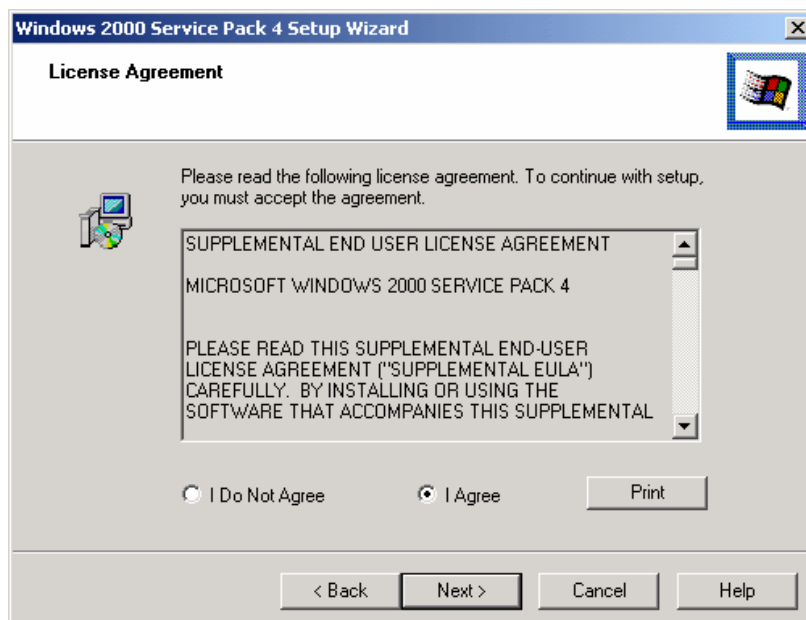 Windows 2000 Service Pack 4 Setup Wizard
License Agreement
Please read the following license agreement. To continue with setup,
you must accept the agreement.
SUPPLEMENTAL END USER LICENSE AGREEMENT
MICROSOFT WINDOWS 2000 SERVICE PACK 4
PLEASE READ THIS SUPPLEMENTAL END-USER
LICENSE AGREEMENT ("SUPPLEMENTAL EULA")
CAREFULLY.  BY INSTALLING OR USING THE
SOFTWARE THAT ACCOMPANIES THIS SUPPLEMENTAL
I Do Not Agree
I Agree
Print
< Back
Next >
Cancel
Help